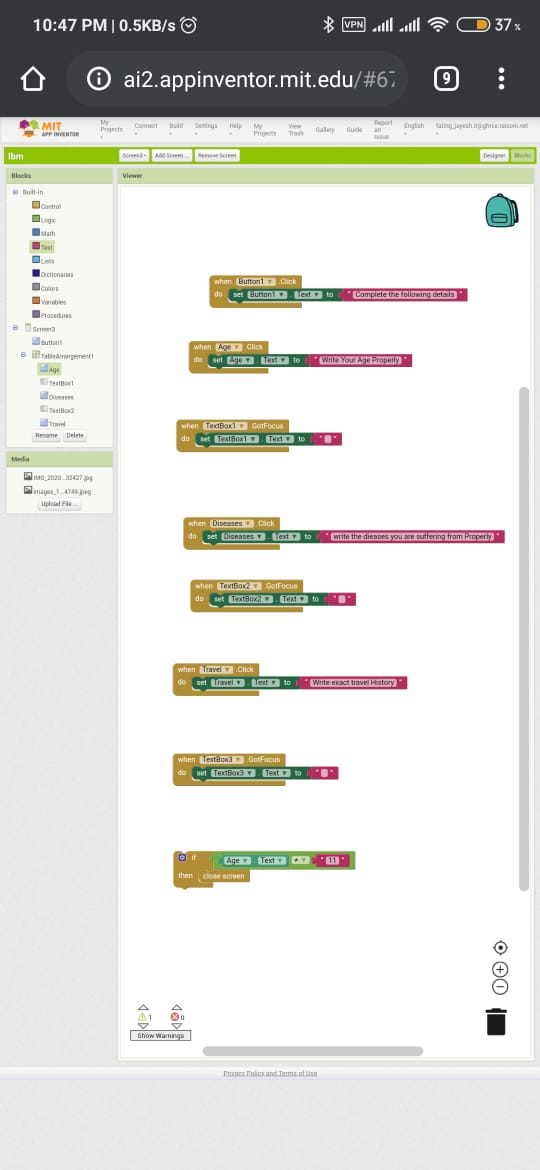 10:47 PM | 0.5KB/s
VPN
37 %
ai2.appinventor.mit.edu/#6
9
MIT
APP INVENTOR
My Projects
Connect
Build
Settings
Help
My Projects
View Trash
Gallery
Guide
Report an Issue
English
fating_jayesh.it@ghrce.raisoni.net
lbm
Screen3
Add Screen ...
Remove Screen
Designer
Blocks
Blocks
Viewer
Built-in
Control
Logic
Math
Text
Lists
Dictionaries
Colors
Variables
Procedures
Screen3
Button1
TableArrangement1
Age
TextBox1
Diseases
TextBox2
Travel
Rename
Delete
Media
IMG_2020...32427.jpg
images_1...4749.jpeg
Upload File ...
when Button1 .Click
do set Button1 . Text to " Complete the following details "
when Age .Click
do set Age . Text to " Write Your Age Properly "
when TextBox1 .GotFocus
do set TextBox1 . Text to " "
when Diseases .Click
do set Diseases . Text to " write the dieases you are suffering from Properly "
when TextBox2 .GotFocus
do set TextBox2 . Text to " "
when Travel .Click
do set Travel . Text to " Write exact travel History "
when TextBox3 .GotFocus
do set TextBox3 . Text to " "
if Age . Text " 11 "
then close screen
1
0
Show Warnings
Privacy Policy and Terms of Use